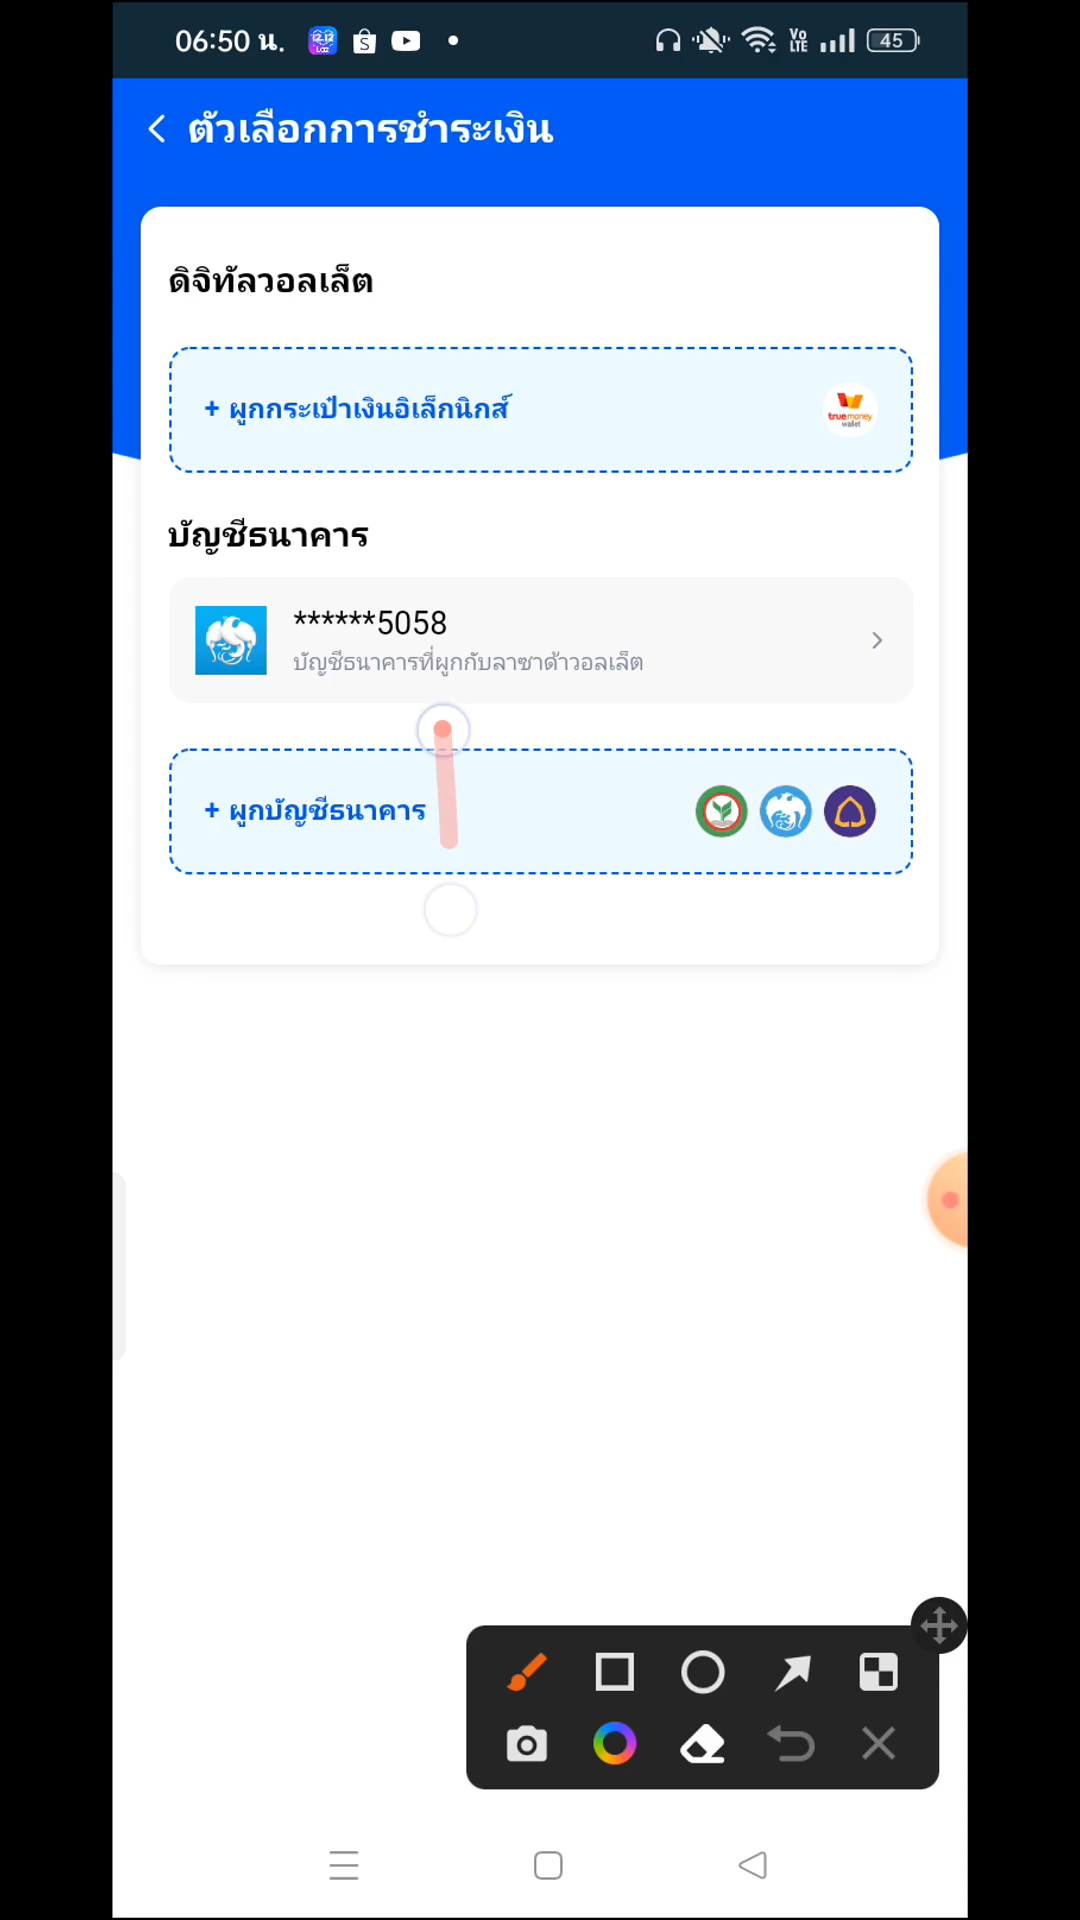 06:50 น.
12.12
Laz
S
VoLTE
45
ตัวเลือกการชำระเงิน
ดิจิทัลวอลเล็ต
+ ผูกกระเป๋าเงินอิเล็กนิกส์
truemoney
wallet
บัญชีธนาคาร
******5058
บัญชีธนาคารที่ผูกกับลาซาด้าวอลเล็ต
+ ผูกบัญชีธนาคาร